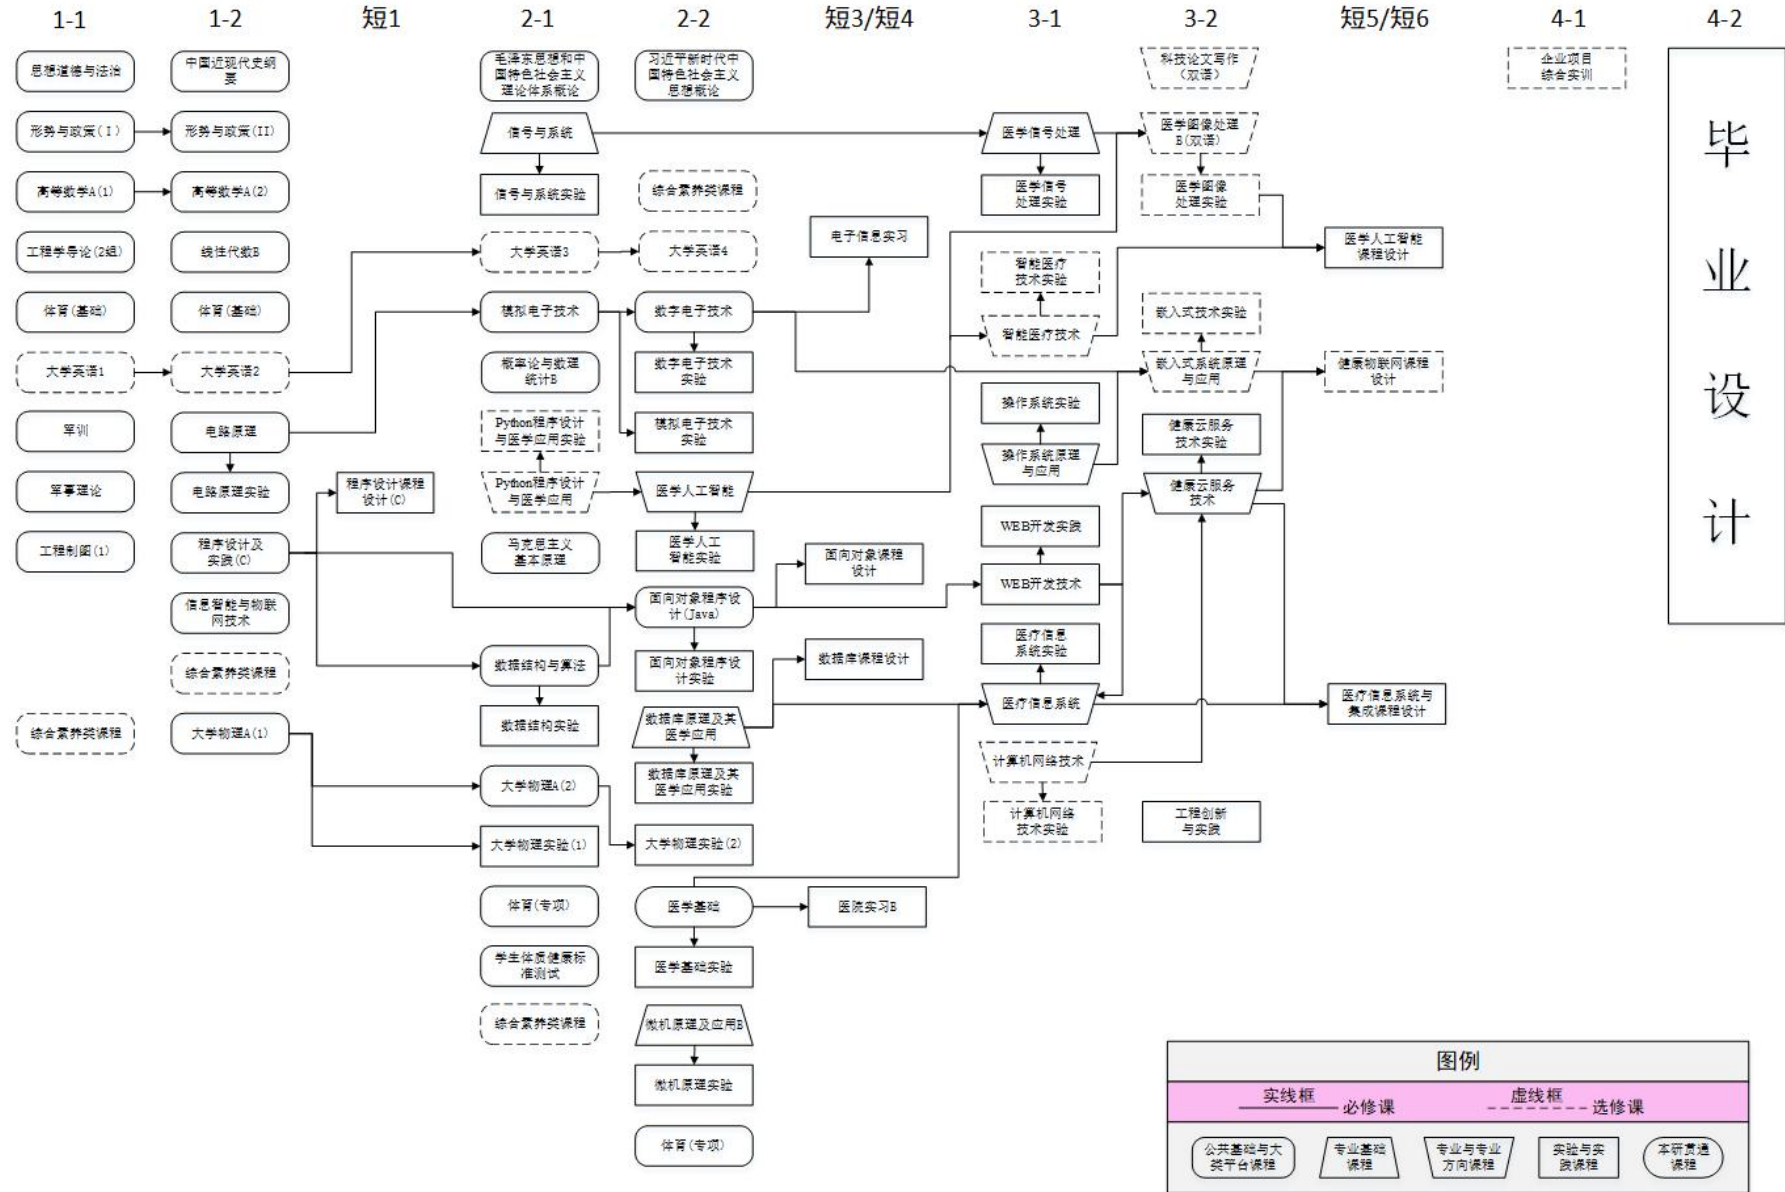 1-1
1-2
短1
2-1
2-2
短3/短4
3-1
3-2
短5/短6
4-1
4-2
思想道德与法治
形势与政策(I)
高等数学A(1)
工程学导论(2组)
体育(基础)
大学英语1
军训
军事理论
工程制图(1)
综合素养类课程
中国近现代史纲
要
形势与政策(II)
高等数学A(2)
线性代数B
体育(基础)
大学英语2
电路原理
电路原理实验
程序设计及
实践(C)
信息智能与物联
网技术
综合素养类课程
大学物理A(1)
程序设计课程
设计(C)
毛泽东思想和中
国特色社会主义
理论体系概论
信号与系统
信号与系统实验
大学英语3
模拟电子技术
概率论与数理
统计B
Python程序设计
与医学应用实验
Python程序设计
与医学应用
马克思主义
基本原理
数据结构与算法
数据结构实验
大学物理A(2)
大学物理实验(1)
体育(专项)
学生体质健康标
准测试
综合素养类课程
习近平新时代中
国特色社会主义
思想概论
综合素养类课程
大学英语4
数字电子技术
数字电子技术
实验
模拟电子技术
实验
医学人工智能
医学人工
智能实验
面向对象程序设
计(Java)
面向对象程序设
计实验
数据库原理及其
医学应用
数据库原理及其
医学应用实验
大学物理实验(2)
医学基础
医学基础实验
微机原理及应用B
微机原理实验
体育(专项)
电子信息实习
面向对象课程
设计
数据库课程设计
医院实习B
医学信号处理
医学信号
处理实验
智能医疗
技术实验
智能医疗技术
操作系统实验
操作系统原理
与应用
WEB开发实践
WEB开发技术
医疗信息
系统实验
医疗信息系统
计算机网络技术
计算机网络
技术实验
科技论文写作
(双语)
医学图像处理
B(双语)
医学图像
处理实验
嵌入式技术实验
嵌入式系统原理
与应用
健康云服务
技术实验
健康云服务
技术
工程创新
与实践
医学人工智能
课程设计
健康物联网课程
设计
医疗信息系统与
集成课程设计
企业项目
综合实训
毕
业
设
计
图例
实线框
必修课
虚线框
选修课
公共基础与大
类平台课程
专业基础
课程
专业与专业
方向课程
实验与实
践课程
本研贯通
课程